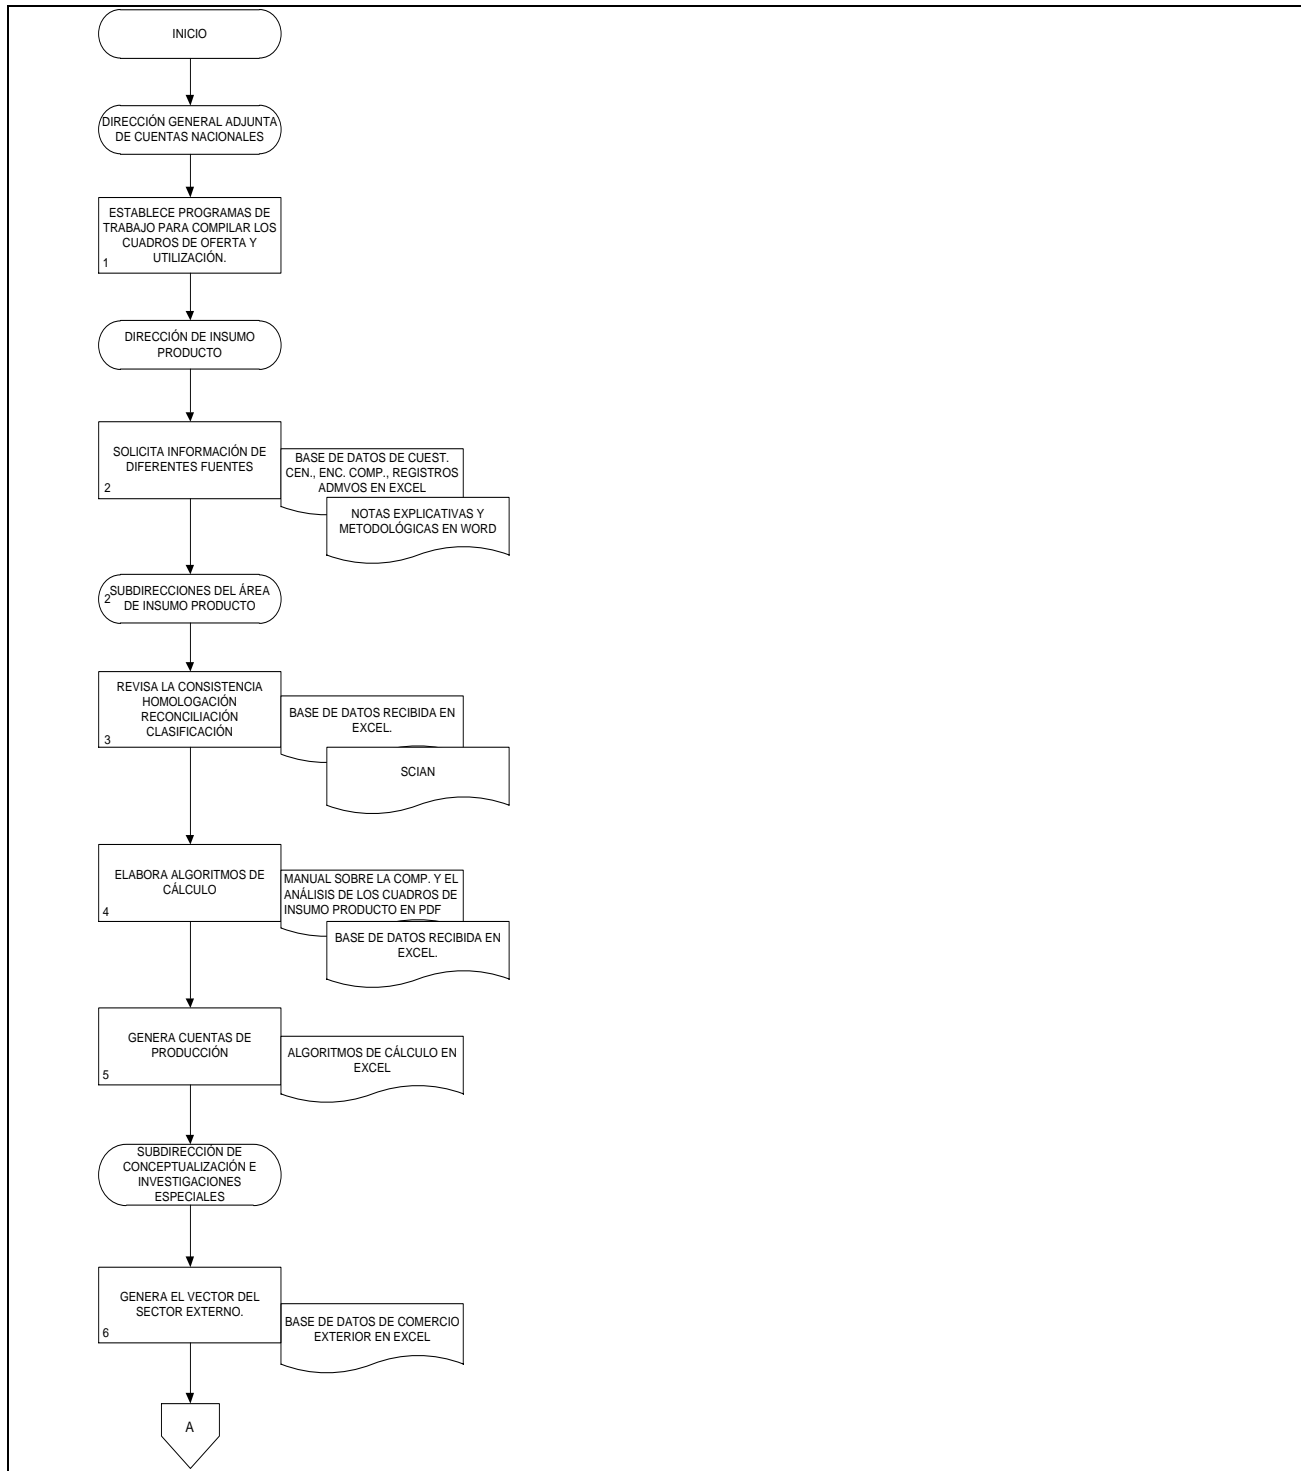 INICIO
DIRECCIÓN GENERAL ADJUNTA
DE CUENTAS NACIONALES
ESTABLECE PROGRAMAS DE
TRABAJO PARA COMPILAR LOS
CUADROS DE OFERTA Y
UTILIZACIÓN.
1
DIRECCIÓN DE INSUMO
PRODUCTO
SOLICITA INFORMACIÓN DE
DIFERENTES FUENTES
2
BASE DE DATOS DE CUEST.
CEN., ENC. COMP., REGISTROS
ADMVOS EN EXCEL
NOTAS EXPLICATIVAS Y
METODOLÓGICAS EN WORD
2
SUBDIRECCIONES DEL ÁREA
DE INSUMO PRODUCTO
REVISA LA CONSISTENCIA
HOMOLOGACIÓN
RECONCILIACIÓN
CLASIFICACIÓN
3
BASE DE DATOS RECIBIDA EN
EXCEL.
SCIAN
ELABORA ALGORITMOS DE
CÁLCULO
4
MANUAL SOBRE LA COMP. Y EL
ANÁLISIS DE LOS CUADROS DE
INSUMO PRODUCTO EN PDF
BASE DE DATOS RECIBIDA EN
EXCEL.
GENERA CUENTAS DE
PRODUCCIÓN
5
ALGORITMOS DE CÁLCULO EN
EXCEL
SUBDIRECCIÓN DE
CONCEPTUALIZACIÓN E
INVESTIGACIONES
ESPECIALES
GENERA EL VECTOR DEL
SECTOR EXTERNO.
6
BASE DE DATOS DE COMERCIO
EXTERIOR EN EXCEL
A